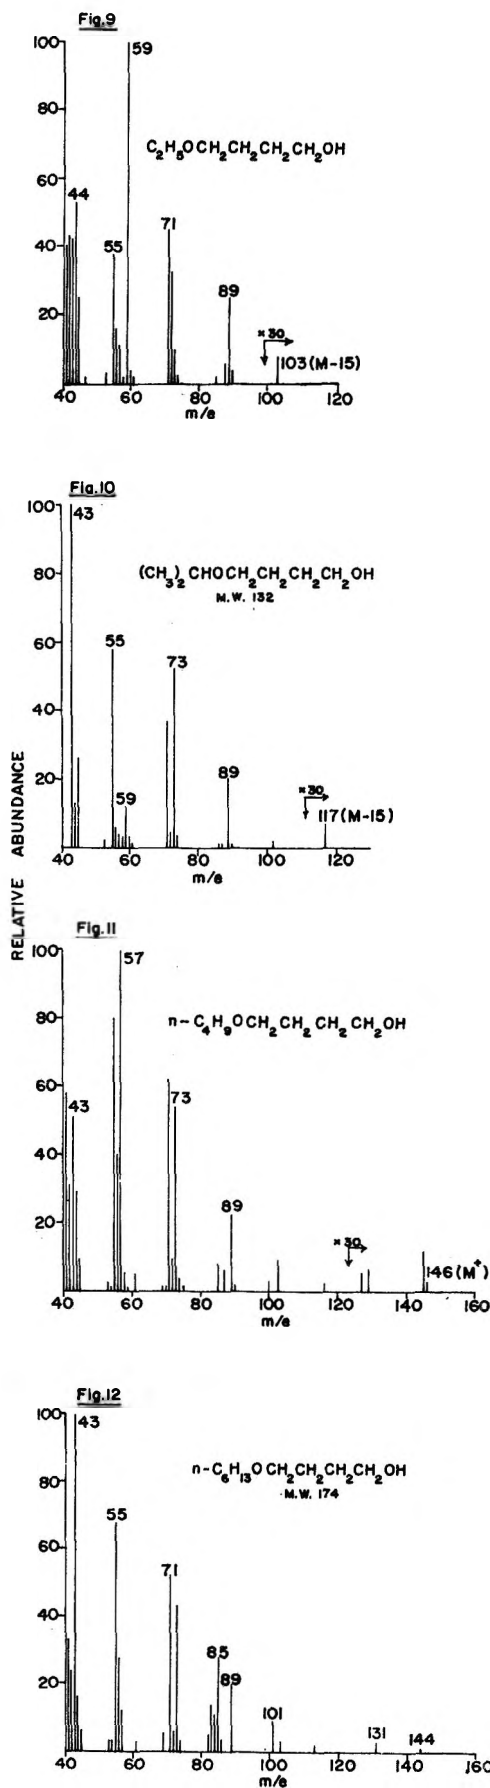 Fig.9
100
59
C₂H₅OCH₂CH₂CH₂CH₂OH
80
60
44
71
40
55
89
20
×30
103(M-15)
40 60 80 100 120
m/e
Fig.10
100
43
(CH₃)₂CHOCH₂CH₂CH₂CH₂OH
M.W. 132
80
60
55
73
40
20
89
59
×30
117(M-15)
40 60 80 100 120
m/e
RELATIVE ABUNDANCE
Fig.11
100
57
n-C₄H₉OCH₂CH₂CH₂CH₂OH
80
60
43
73
40
89
20
×30
146(M⁺)
40 60 80 100 120 140 160
m/e
Fig.12
100
43
n-C₆H₁₃OCH₂CH₂CH₂CH₂OH
M.W. 174
80
55
60
71
40
85
89
20
101
131
144
40 60 80 100 120 140 160
m/e